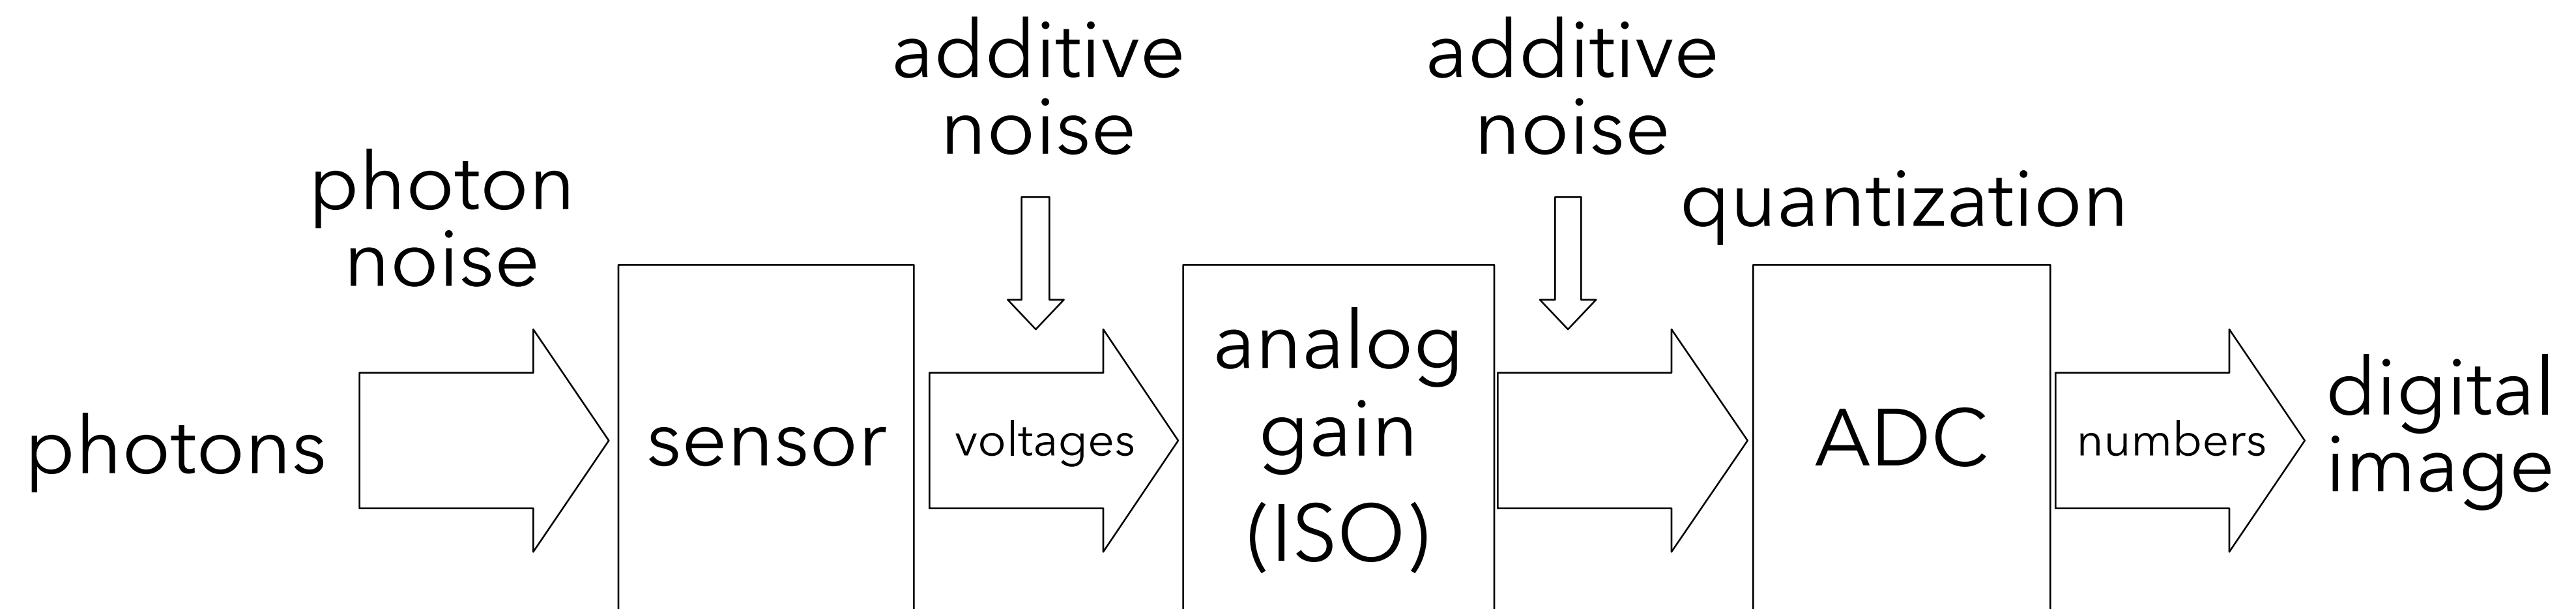 additive
noise
additive
noise
photon
noise
quantization
photons
sensor
voltages
analog
gain
(ISO)
ADC
numbers
digital
image